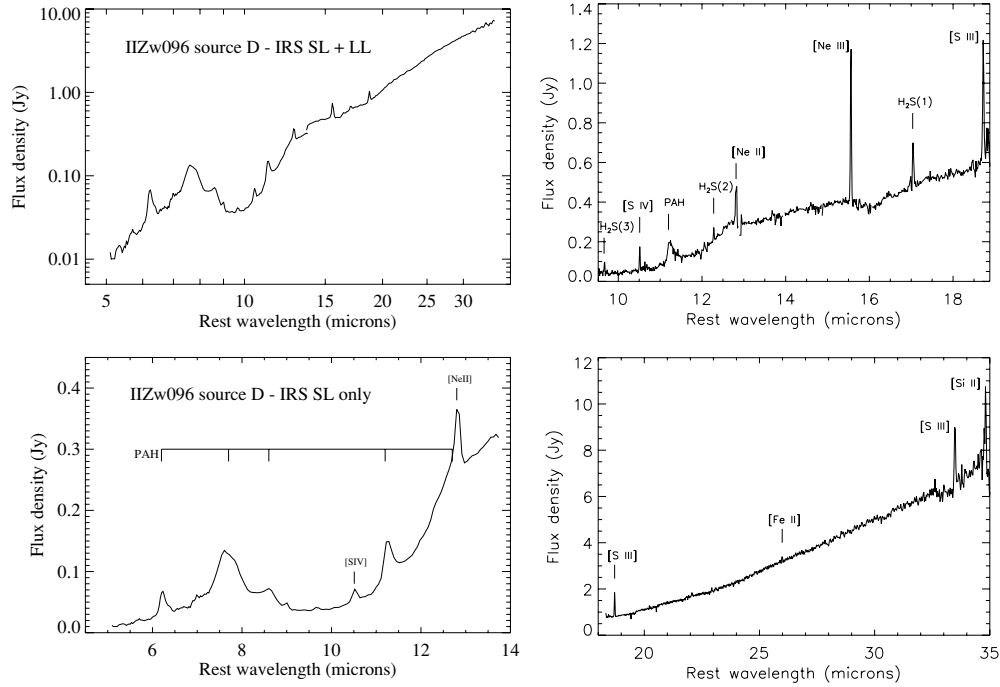 IIZw096 source D - IRS SL + LL
Flux density (Jy)
10.00
1.00
0.10
0.01
5
10
15
20
25
30
Rest wavelength (microns)
[Ne III]
[S III]
H₂S(1)
[Ne II]
H₂S(2)
PAH
[S IV]
H₂S(3)
Flux density (Jy)
1.4
1.2
1.0
0.8
0.6
0.4
0.2
0.0
10
12
14
16
18
Rest wavelength (microns)
IIZw096 source D - IRS SL only
[NeII]
PAH
[SIV]
Flux density (Jy)
0.4
0.3
0.2
0.1
0.0
6
8
10
12
14
Rest wavelength (microns)
[Si II]
[S III]
[Fe II]
[S III]
Flux density (Jy)
12
10
8
6
4
2
0
20
25
30
35
Rest wavelength (microns)